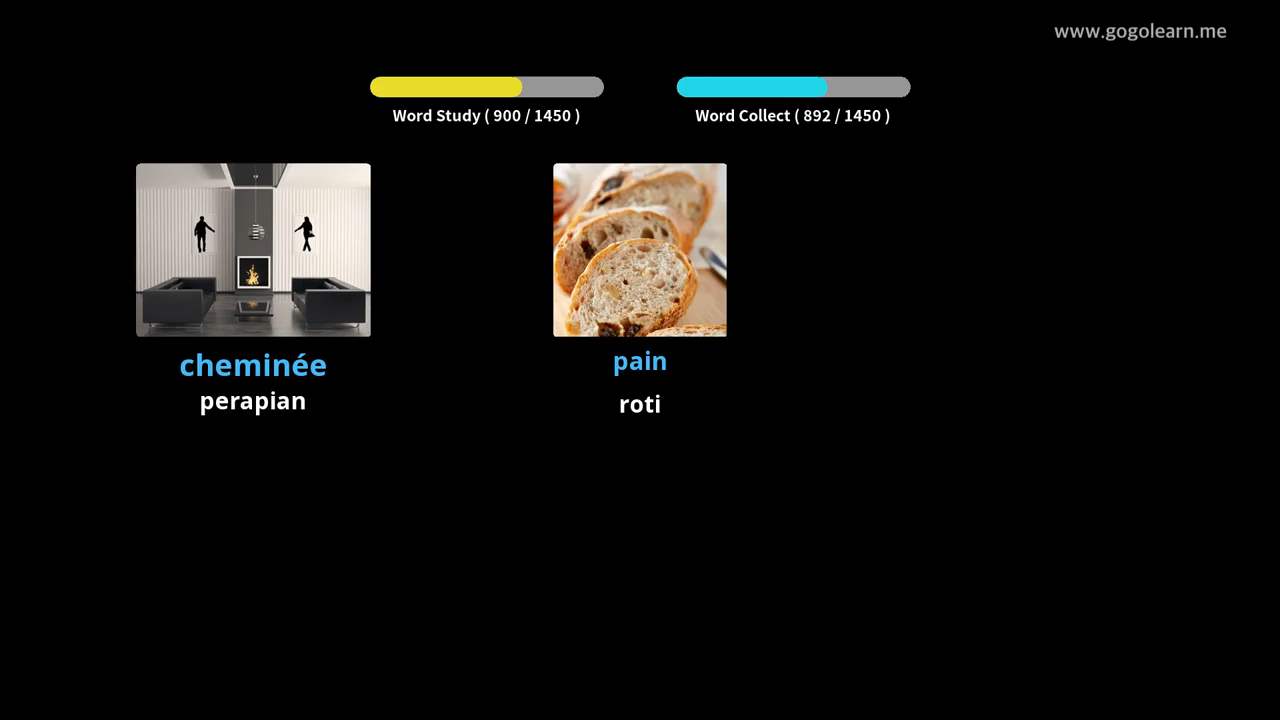 www.gogolearn.me
Word Study ( 900 / 1450 )
Word Collect ( 892 / 1450 )
cheminée
perapian
pain
roti